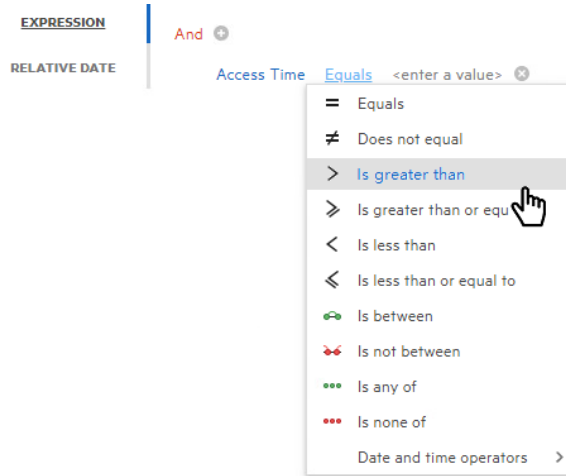 EXPRESSION
RELATIVE DATE
And
Access Time Equals <enter a value>
Equals
Does not equal
Is greater than
Is greater than or equ
Is less than
Is less than or equal to
Is between
Is not between
Is any of
Is none of
Date and time operators